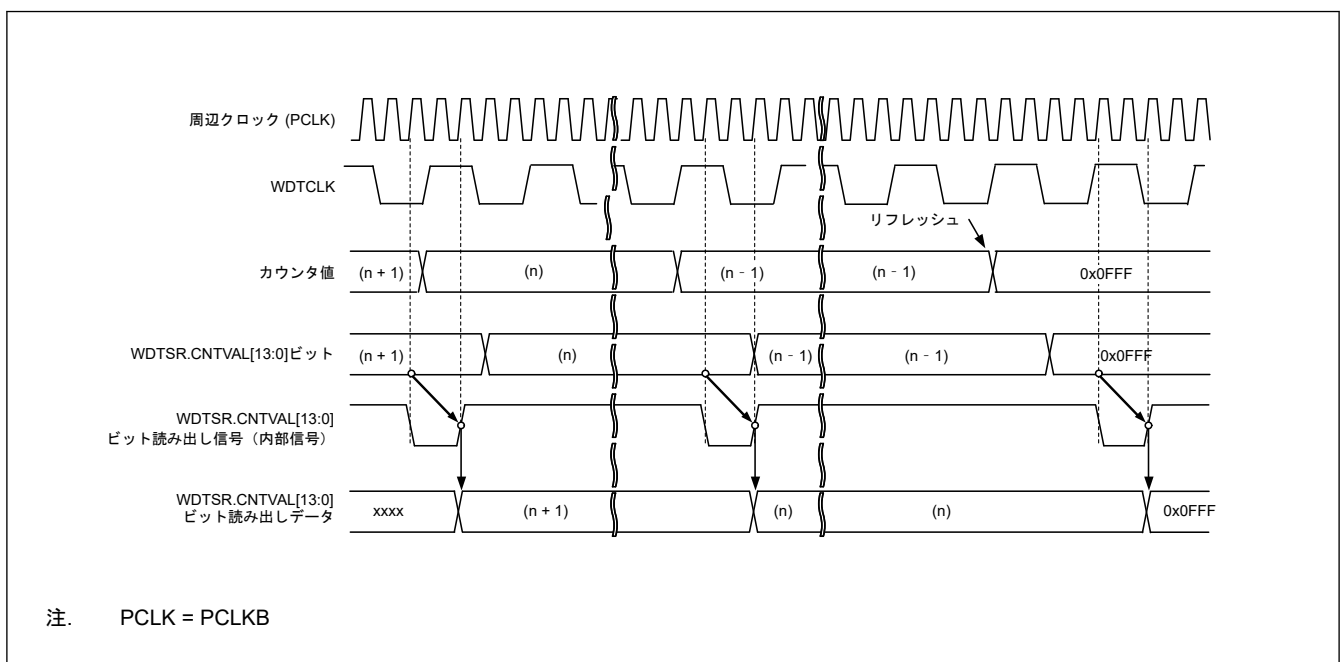 周辺クロック (PCLK)
WDTCLK
リフレッシュ
カウンタ値
(n + 1)
(n)
(n - 1)
(n - 1)
0x0FFF
WDTSR.CNTVAL[13:0]ビット
(n + 1)
(n)
(n - 1)
(n - 1)
0x0FFF
WDTSR.CNTVAL[13:0]
ビット読み出し信号（内部信号）
WDTSR.CNTVAL[13:0]
ビット読み出しデータ
xxxx
(n + 1)
(n)
(n)
0x0FFF
注. PCLK = PCLKB